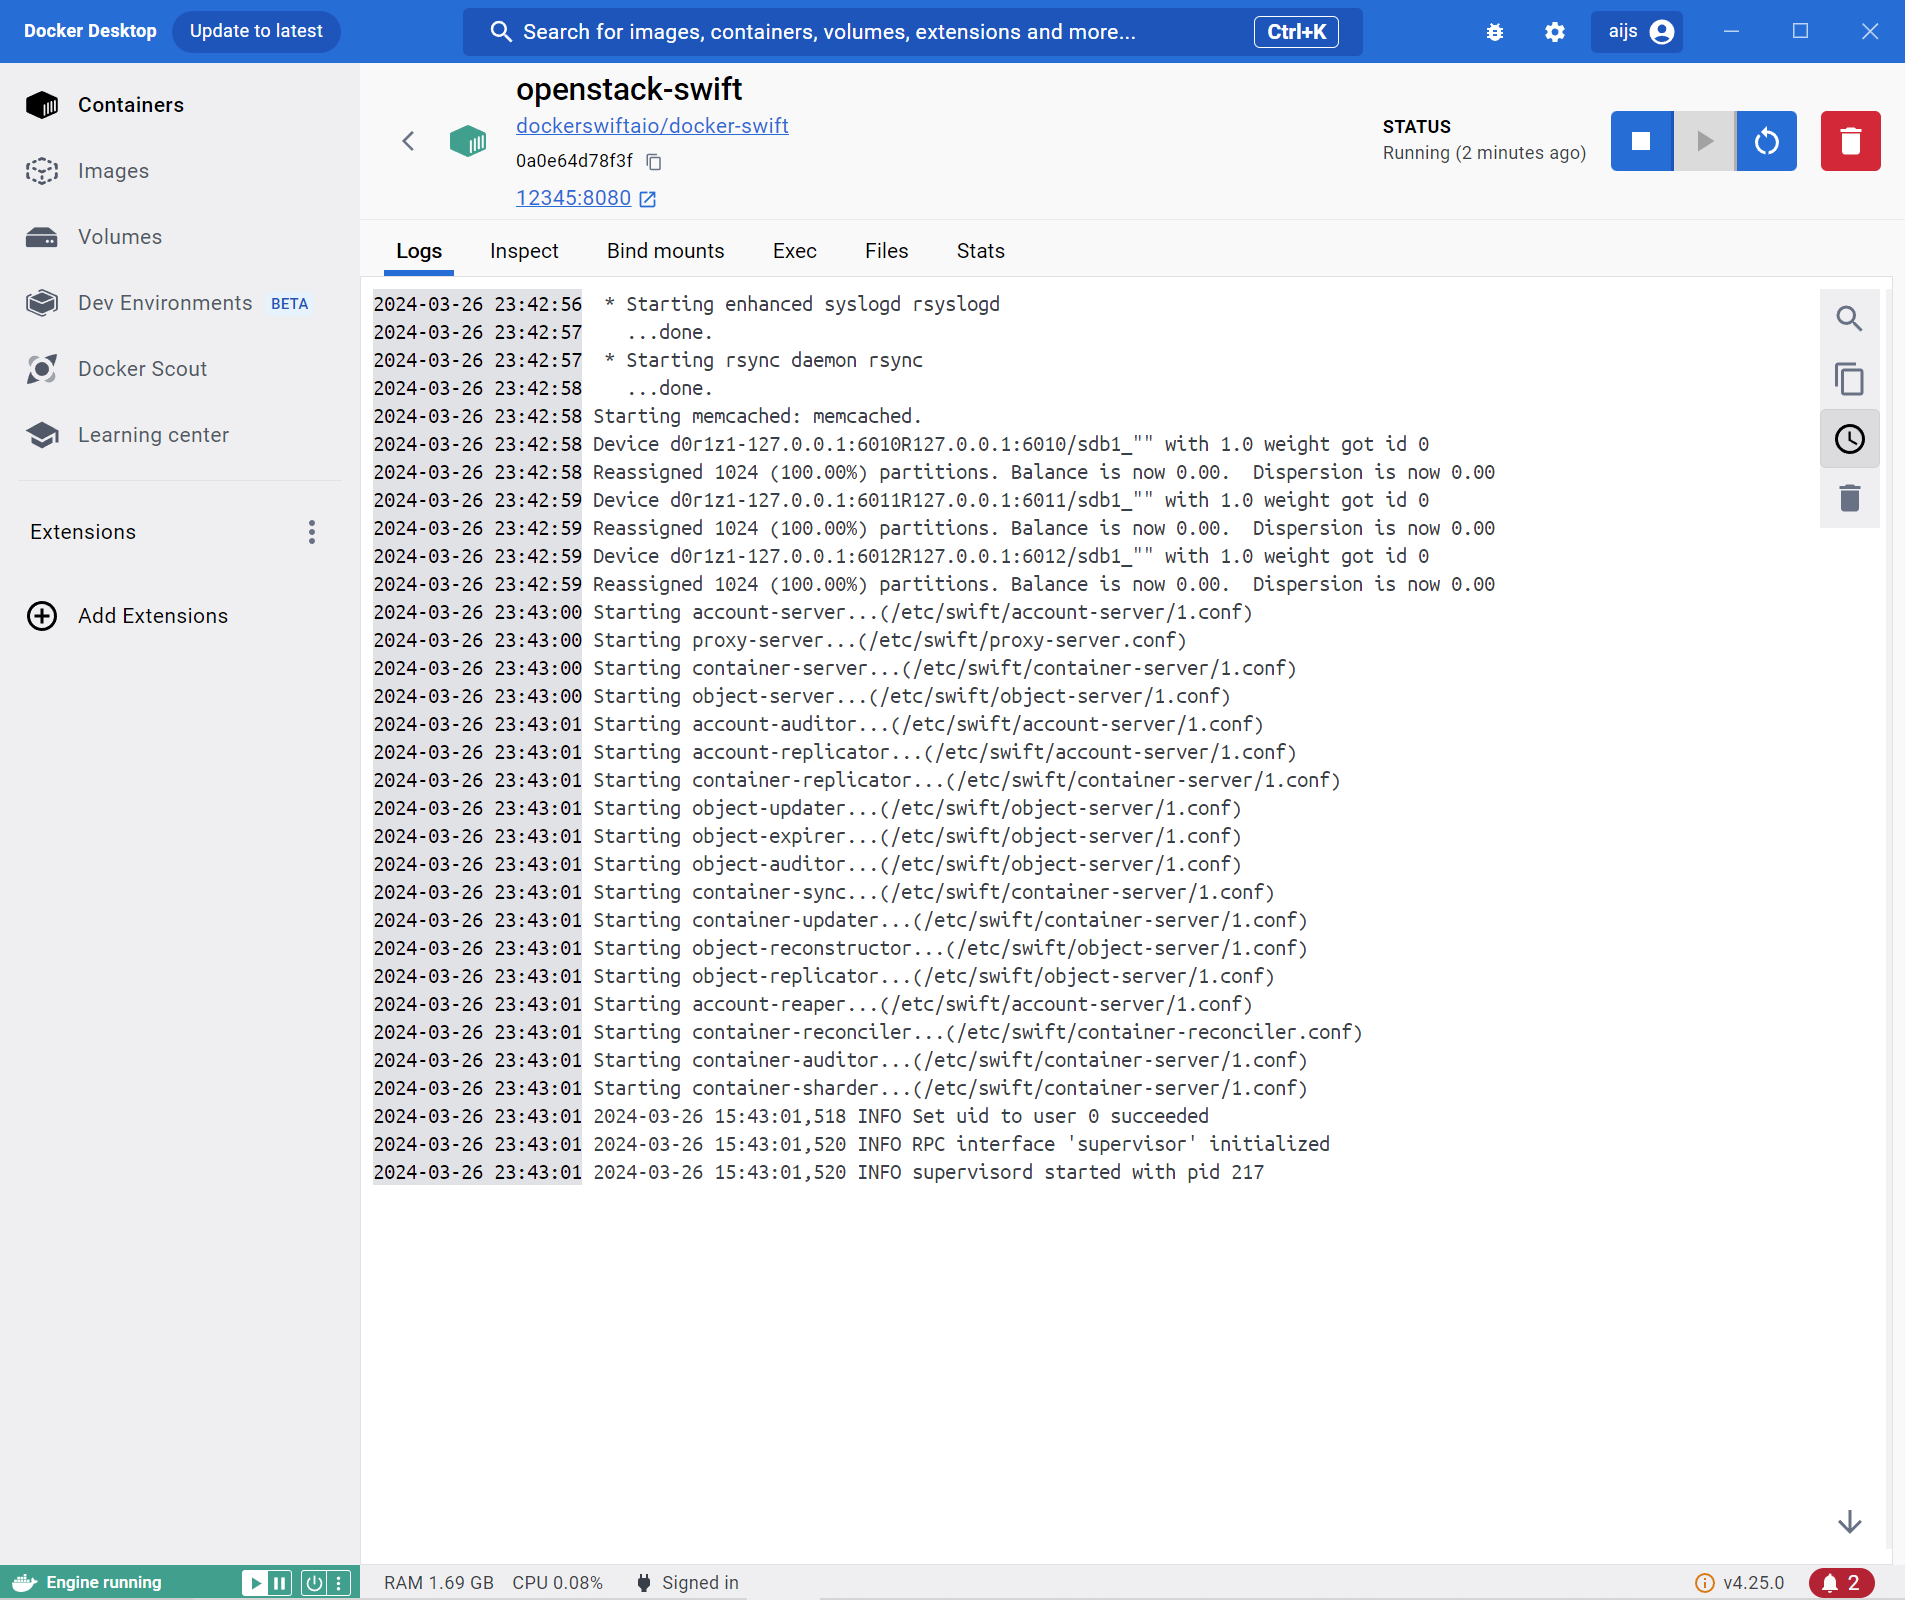 Docker Desktop Update to latest Search for images, containers, volumes, extensions and more... Ctrl+K aijs
Containers
Images
Volumes
Dev Environments BETA
Docker Scout
Learning center
Extensions
Add Extensions
openstack-swift
dockerswiftaio/docker-swift
0a0e64d78f3f
12345:8080
STATUS
Running (2 minutes ago)
Logs Inspect Bind mounts Exec Files Stats
2024-03-26 23:42:56  * Starting enhanced syslogd rsyslogd
2024-03-26 23:42:57    ...done.
2024-03-26 23:42:57  * Starting rsync daemon rsync
2024-03-26 23:42:58    ...done.
2024-03-26 23:42:58 Starting memcached: memcached.
2024-03-26 23:42:58 Device d0r1z1-127.0.0.1:6010R127.0.0.1:6010/sdb1_"" with 1.0 weight got id 0
2024-03-26 23:42:58 Reassigned 1024 (100.00%) partitions. Balance is now 0.00.  Dispersion is now 0.00
2024-03-26 23:42:59 Device d0r1z1-127.0.0.1:6011R127.0.0.1:6011/sdb1_"" with 1.0 weight got id 0
2024-03-26 23:42:59 Reassigned 1024 (100.00%) partitions. Balance is now 0.00.  Dispersion is now 0.00
2024-03-26 23:42:59 Device d0r1z1-127.0.0.1:6012R127.0.0.1:6012/sdb1_"" with 1.0 weight got id 0
2024-03-26 23:42:59 Reassigned 1024 (100.00%) partitions. Balance is now 0.00.  Dispersion is now 0.00
2024-03-26 23:43:00 Starting account-server...(/etc/swift/account-server/1.conf)
2024-03-26 23:43:00 Starting proxy-server...(/etc/swift/proxy-server.conf)
2024-03-26 23:43:00 Starting container-server...(/etc/swift/container-server/1.conf)
2024-03-26 23:43:00 Starting object-server...(/etc/swift/object-server/1.conf)
2024-03-26 23:43:01 Starting account-auditor...(/etc/swift/account-server/1.conf)
2024-03-26 23:43:01 Starting account-replicator...(/etc/swift/account-server/1.conf)
2024-03-26 23:43:01 Starting container-replicator...(/etc/swift/container-server/1.conf)
2024-03-26 23:43:01 Starting object-updater...(/etc/swift/object-server/1.conf)
2024-03-26 23:43:01 Starting object-expirer...(/etc/swift/object-server/1.conf)
2024-03-26 23:43:01 Starting object-auditor...(/etc/swift/object-server/1.conf)
2024-03-26 23:43:01 Starting container-sync...(/etc/swift/container-server/1.conf)
2024-03-26 23:43:01 Starting container-updater...(/etc/swift/container-server/1.conf)
2024-03-26 23:43:01 Starting object-reconstructor...(/etc/swift/object-server/1.conf)
2024-03-26 23:43:01 Starting object-replicator...(/etc/swift/object-server/1.conf)
2024-03-26 23:43:01 Starting account-reaper...(/etc/swift/account-server/1.conf)
2024-03-26 23:43:01 Starting container-reconciler...(/etc/swift/container-reconciler.conf)
2024-03-26 23:43:01 Starting container-auditor...(/etc/swift/container-server/1.conf)
2024-03-26 23:43:01 Starting container-sharder...(/etc/swift/container-server/1.conf)
2024-03-26 23:43:01 2024-03-26 15:43:01,518 INFO Set uid to user 0 succeeded
2024-03-26 23:43:01 2024-03-26 15:43:01,520 INFO RPC interface 'supervisor' initialized
2024-03-26 23:43:01 2024-03-26 15:43:01,520 INFO supervisord started with pid 217
Engine running RAM 1.69 GB CPU 0.08% Signed in v4.25.0 2